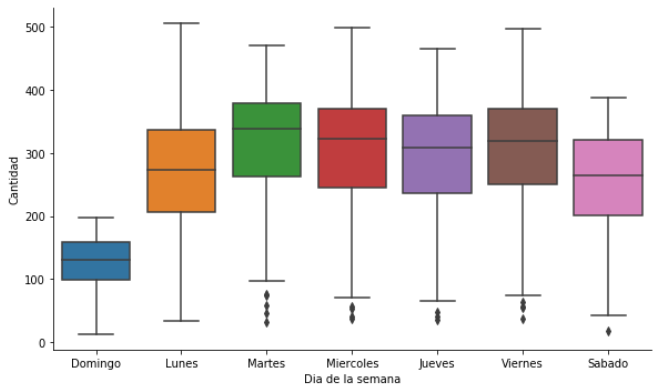 500
400
300
200
100
0
Cantidad
Domingo Lunes Martes Miercoles Jueves Viernes Sabado
Dia de la semana